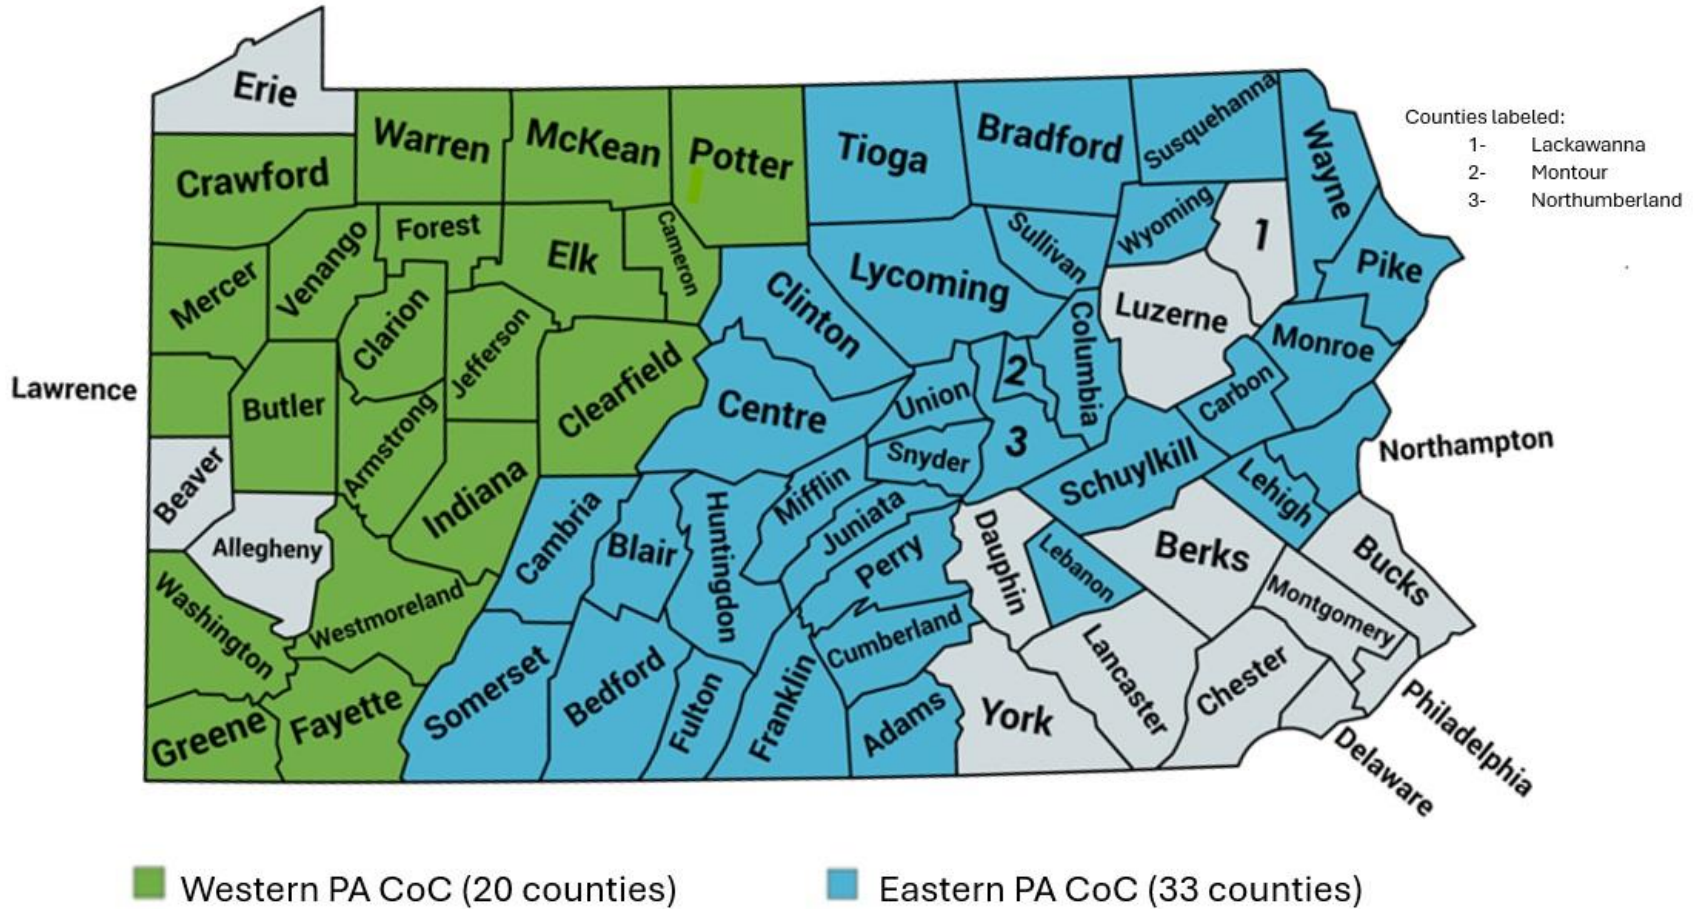 Erie
Warren
McKean
Potter
Tioga
Bradford
Susquehanna
Wayne
Counties labeled:
1- Lackawanna
2- Montour
3- Northumberland
Crawford
Forest
Elk
Cameron
Venango
Mercer
Clarion
Jefferson
Clearfield
Clinton
Lycoming
Sullivan
Wyoming
1
Pike
Luzerne
Monroe
Columbia
2
Carbon
Lawrence
Butler
Armstrong
Centre
Union
Snyder
3
Schuylkill
Northampton
Lehigh
Beaver
Allegheny
Indiana
Cambria
Blair
Huntingdon
Mifflin
Juniata
Perry
Dauphin
Lebanon
Berks
Bucks
Montgomery
Washington
Westmoreland
Cumberland
Lancaster
Chester
Greene
Fayette
Somerset
Bedford
Fulton
Franklin
Adams
York
Philadelphia
Delaware
Western PA CoC (20 counties)
Eastern PA CoC (33 counties)